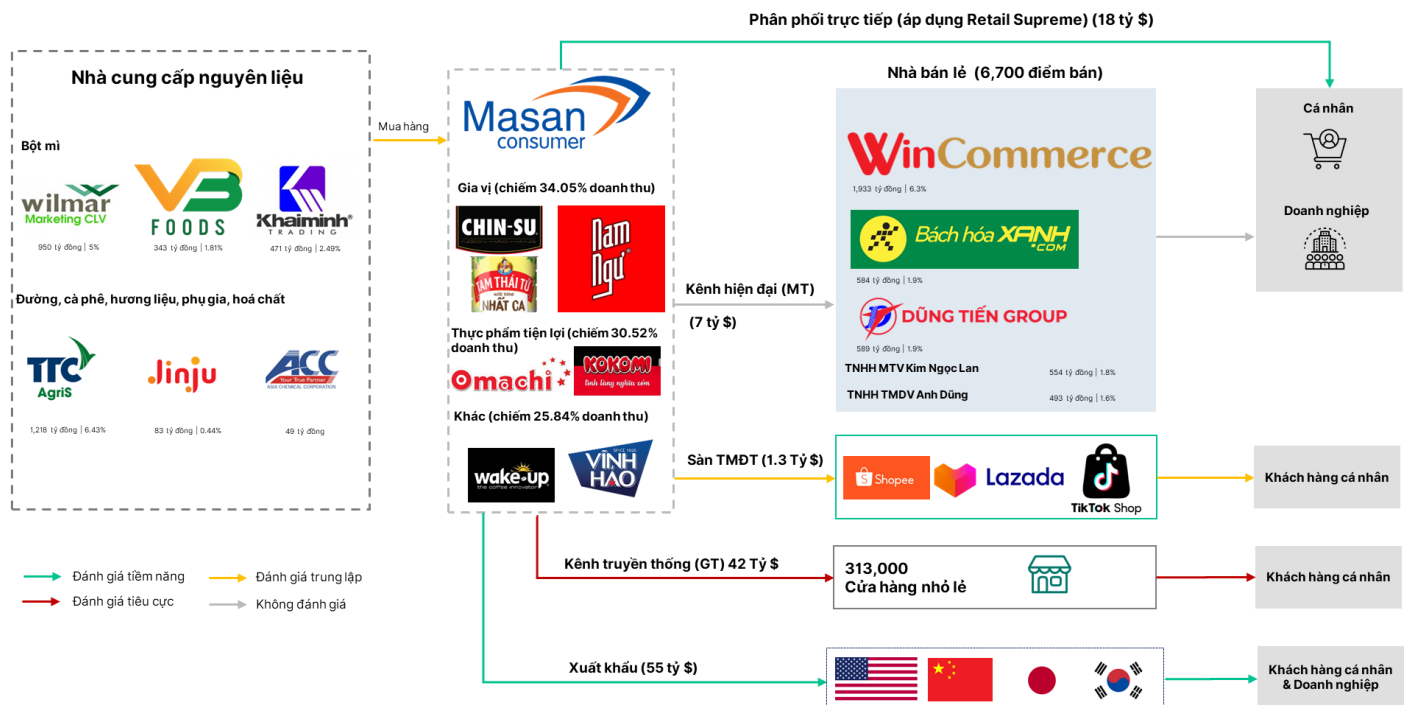 Phân phối trực tiếp (áp dụng Retail Supreme) (18 tỷ $)
Nhà cung cấp nguyên liệu
Bột mì
wilmar
Marketing CLV
950 tỷ đồng | 5%
VB
FOODS
343 tỷ đồng | 1.81%
Khaiminh®
TRADING
471 tỷ đồng | 2.49%
Đường, cà phê, hương liệu, phụ gia, hoá chất
TTC
AgriS
1,218 tỷ đồng | 6.43%
Jinju
83 tỷ đồng | 0.44%
ACC
Your True Partner
ASIA CHEMICAL CORPORATION
49 tỷ đồng
Mua hàng
Masan
consumer
Gia vị (chiếm 34.05% doanh thu)
CHIN-SU
Nam
Ngư
TAM THÁI TỬ
NHẤT CA
Thực phẩm tiện lợi (chiếm 30.52%
doanh thu)
Omachi
KOKOMI
Khác (chiếm 25.84% doanh thu)
wake-up
the coffee innovator
VĨNH
HẢO
Kênh hiện đại (MT)
(7 tỷ $)
Nhà bán lẻ (6,700 điểm bán)
WinCommerce
1,933 tỷ đồng | 6.3%
Bách hóa XANH
.COM
584 tỷ đồng | 1.9%
DŨNG TIẾN GROUP
589 tỷ đồng | 1.9%
TNHH MTV Kim Ngọc Lan 554 tỷ đồng | 1.8%
TNHH TMDV Anh Dũng 493 tỷ đồng | 1.6%
Cá nhân
Doanh nghiệp
Sàn TMĐT (1.3 Tỷ $)
Shopee
Lazada
TikTok Shop
Khách hàng cá nhân
Kênh truyền thống (GT) 42 Tỷ $
313,000
Cửa hàng nhỏ lẻ
Khách hàng cá nhân
Xuất khẩu (55 tỷ $)
Khách hàng cá nhân
& Doanh nghiệp
Đánh giá tiềm năng
Đánh giá trung lập
Đánh giá tiêu cực
Không đánh giá